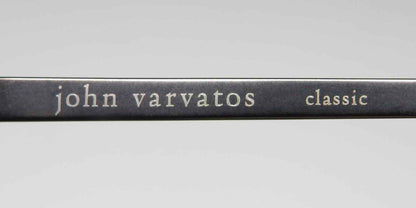 john varvatos classic